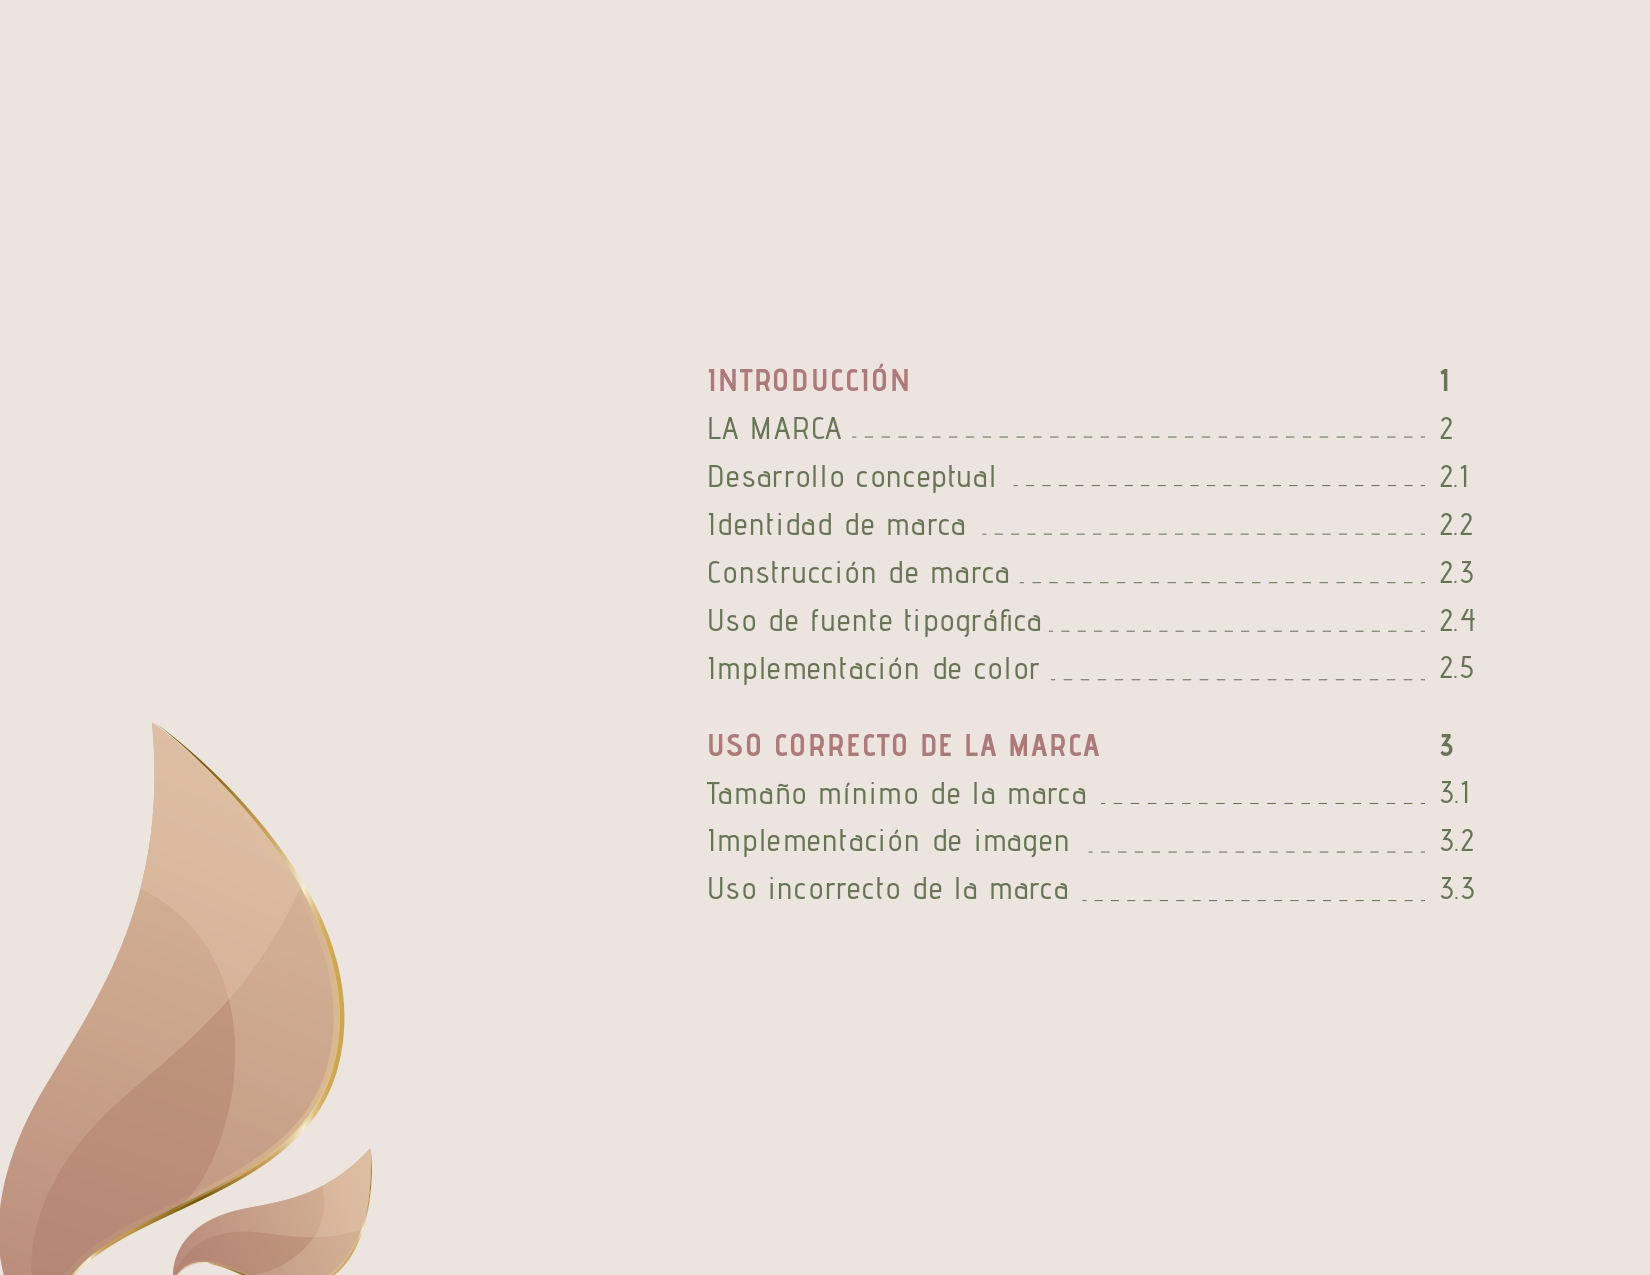 INTRODUCCIÓN 1
LA MARCA 2
Desarrollo conceptual 2.1
Identidad de marca 2.2
Construcción de marca 2.3
Uso de fuente tipográfica 2.4
Implementación de color 2.5
USO CORRECTO DE LA MARCA 3
Tamaño mínimo de la marca 3.1
Implementación de imagen 3.2
Uso incorrecto de la marca 3.3